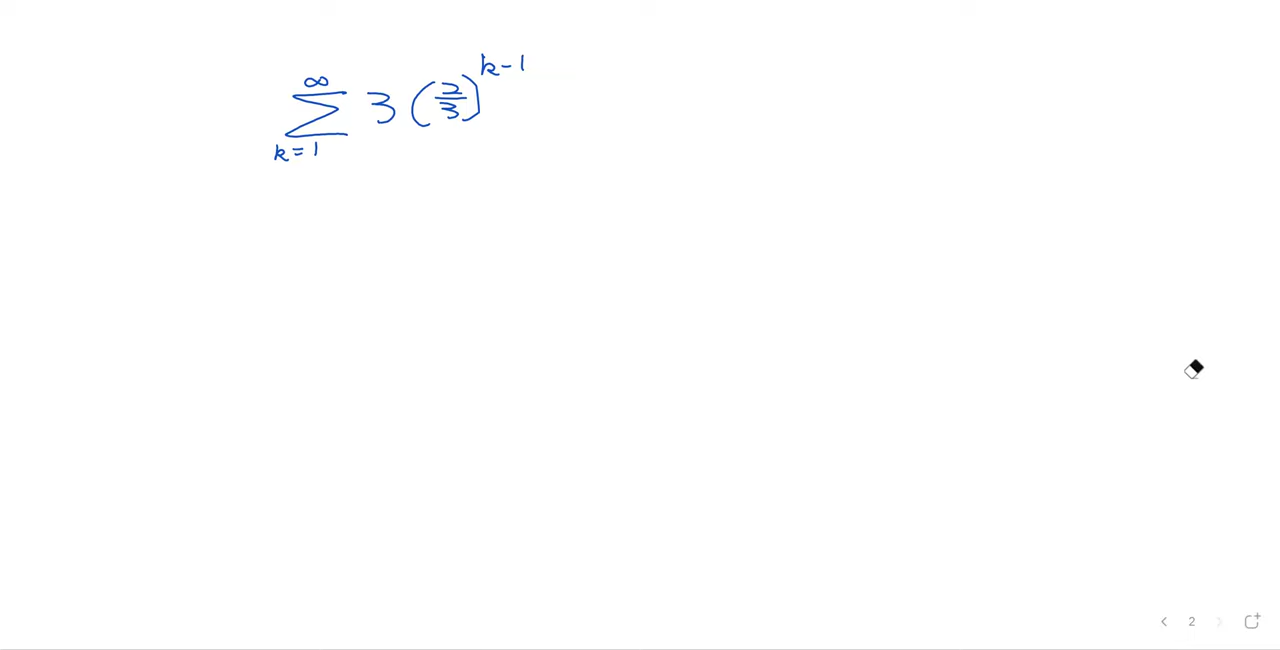 ∞
∑ 3 (2/3)^{k-1}
k=1
2